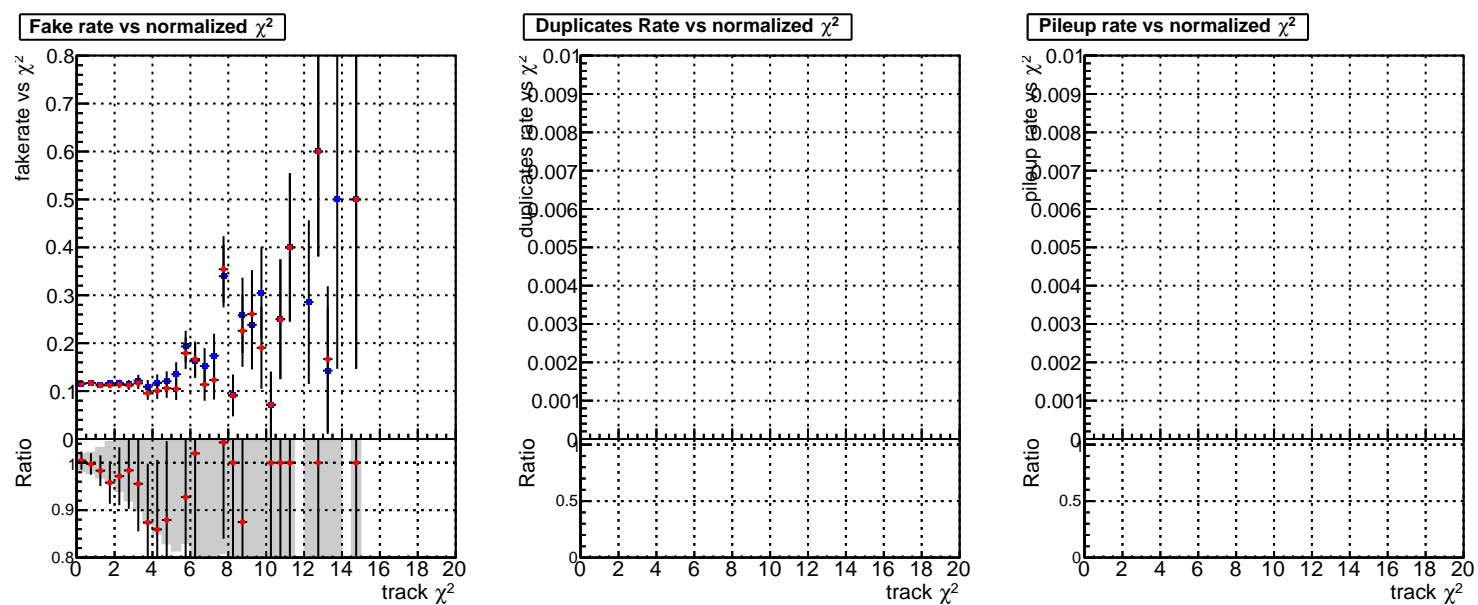 Fake rate vs normalized χ²
fakerate vs χ²
0.8
0.7
0.6
0.5
0.4
0.3
0.2
0.1
0
Ratio
1
0.9
0.8
0 2 4 6 8 10 12 14 16 18 20
track χ²
Duplicates Rate vs normalized χ²
duplicates rate vs χ²
0.01
0.009
0.008
0.007
0.006
0.005
0.004
0.003
0.002
0.001
0
Ratio
1
0.5
0
0 2 4 6 8 10 12 14 16 18 20
track χ²
Pileup rate vs normalized χ²
pileup rate vs χ²
0.01
0.009
0.008
0.007
0.006
0.005
0.004
0.003
0.002
0.001
0
Ratio
1
0.5
0
0 2 4 6 8 10 12 14 16 18 20
track χ²